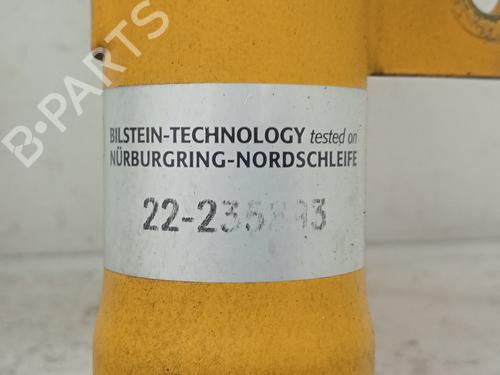 B-PARTS
BILSTEIN-TECHNOLOGY tested on
NÜRBURGRING-NORDSCHLEIFE